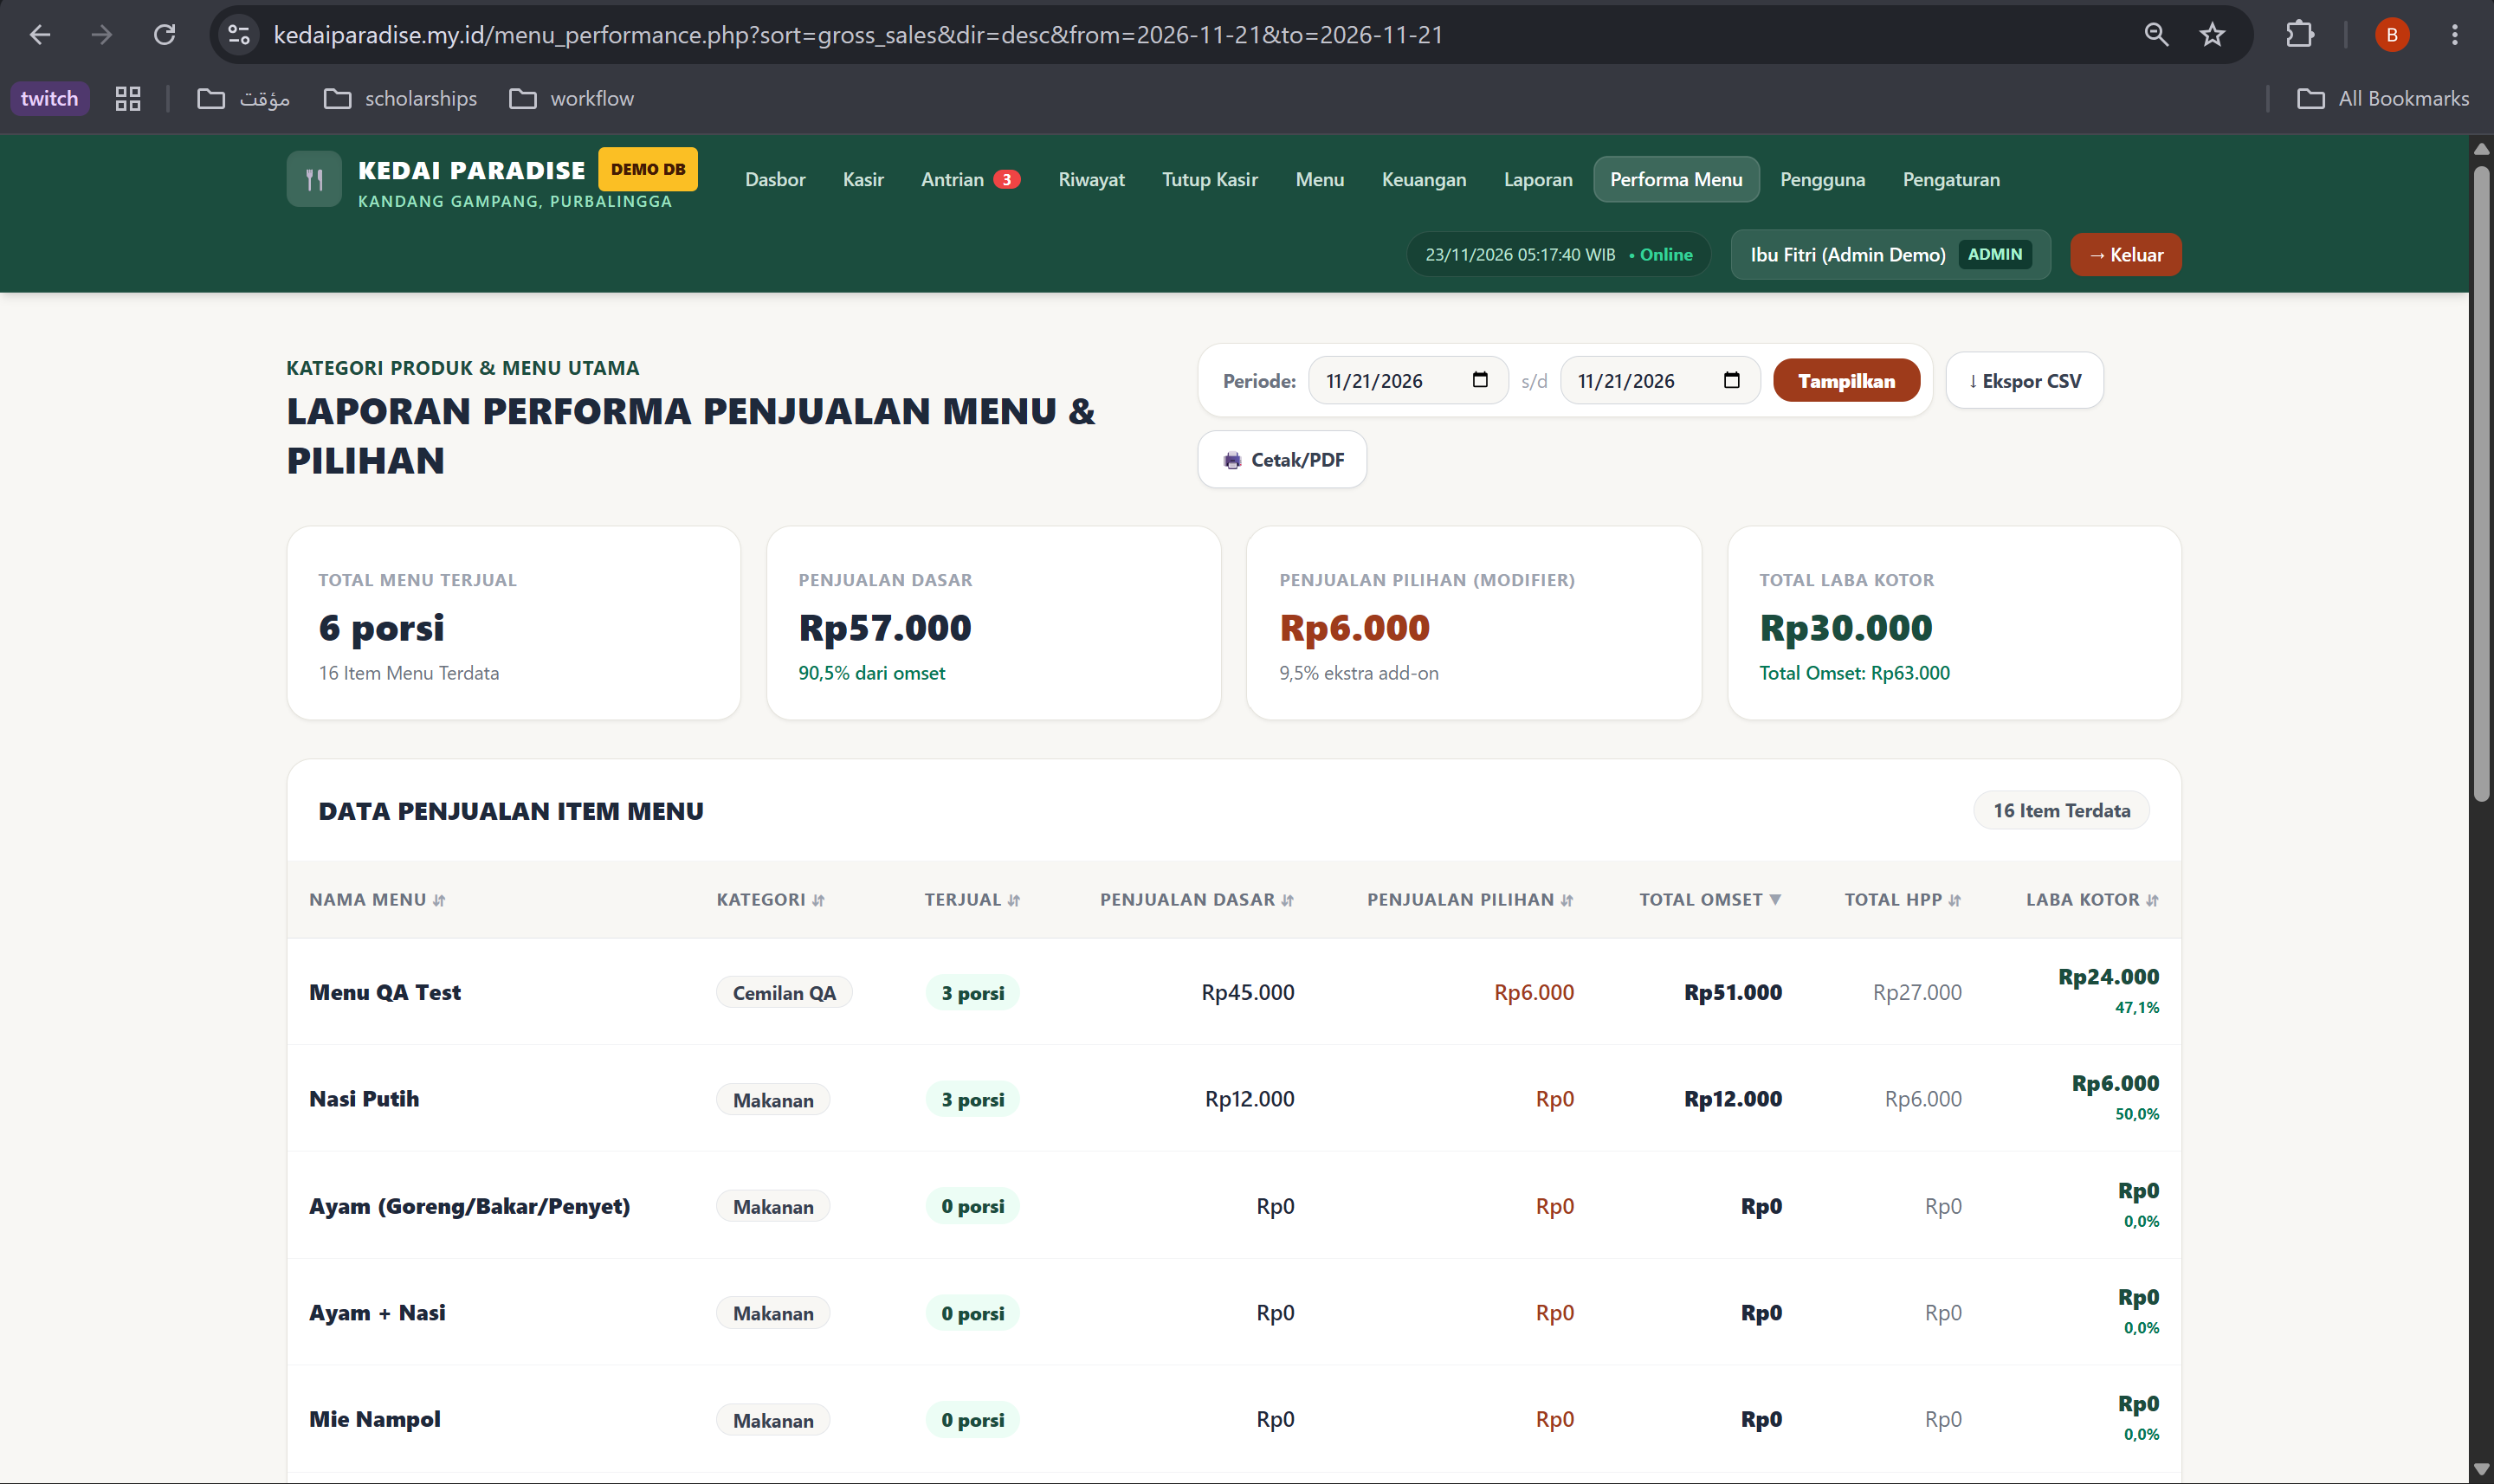 kedaiparadise.my.id/menu_performance.php?sort=gross_sales&dir=desc&from=2026-11-21&to=2026-11-21
B
twitch
مؤقت
scholarships
workflow
All Bookmarks
KEDAI PARADISE DEMO DB
KANDANG GAMPANG, PURBALINGGA
Dasbor Kasir Antrian 3 Riwayat Tutup Kasir Menu Keuangan Laporan Performa Menu Pengguna Pengaturan
23/11/2026 05:17:40 WIB • Online
Ibu Fitri (Admin Demo) ADMIN
→ Keluar
KATEGORI PRODUK & MENU UTAMA
LAPORAN PERFORMA PENJUALAN MENU &
PILIHAN
Periode: 11/21/2026 s/d 11/21/2026 Tampilkan
↓ Ekspor CSV
Cetak/PDF
TOTAL MENU TERJUAL
6 porsi
16 Item Menu Terdata
PENJUALAN DASAR
Rp57.000
90,5% dari omset
PENJUALAN PILIHAN (MODIFIER)
Rp6.000
9,5% ekstra add-on
TOTAL LABA KOTOR
Rp30.000
Total Omset: Rp63.000
DATA PENJUALAN ITEM MENU
16 Item Terdata
NAMA MENU ⇵ KATEGORI ⇵ TERJUAL ⇵ PENJUALAN DASAR ⇵ PENJUALAN PILIHAN ⇵ TOTAL OMSET ▼ TOTAL HPP ⇵ LABA KOTOR ⇵
Menu QA Test Cemilan QA 3 porsi Rp45.000 Rp6.000 Rp51.000 Rp27.000 Rp24.000
47,1%
Nasi Putih Makanan 3 porsi Rp12.000 Rp0 Rp12.000 Rp6.000 Rp6.000
50,0%
Ayam (Goreng/Bakar/Penyet) Makanan 0 porsi Rp0 Rp0 Rp0 Rp0 Rp0
0,0%
Ayam + Nasi Makanan 0 porsi Rp0 Rp0 Rp0 Rp0 Rp0
0,0%
Mie Nampol Makanan 0 porsi Rp0 Rp0 Rp0 Rp0 Rp0
0,0%